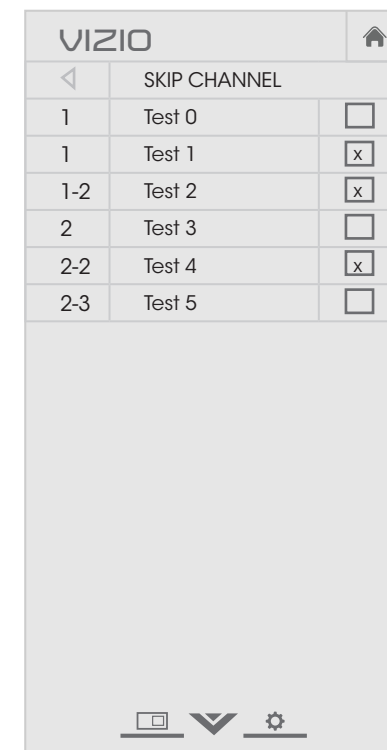 VIZIO
SKIP CHANNEL
1 Test 0
1 Test 1 x
1-2 Test 2 x
2 Test 3
2-2 Test 4 x
2-3 Test 5